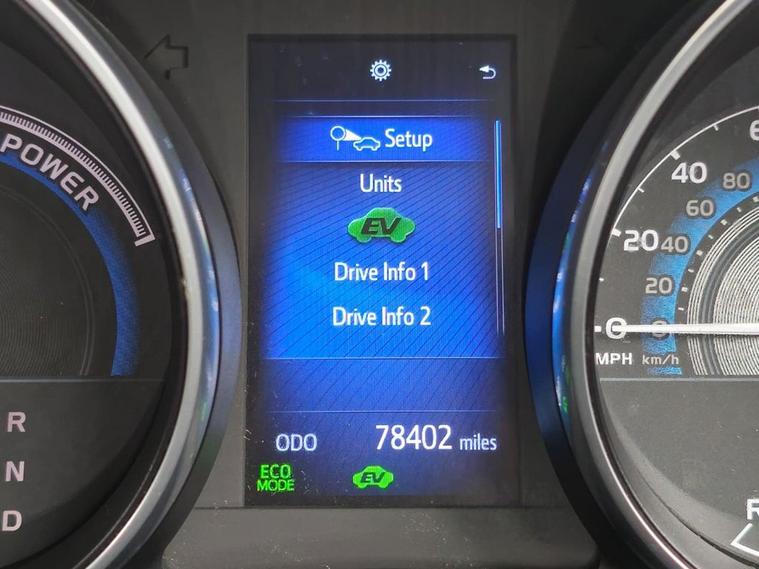 POWER
R
N
D
Setup
Units
EV
Drive Info 1
Drive Info 2
ODO 78402 miles
ECO
MODE
EV
40
80
60
20
40
20
0
0
MPH km/h